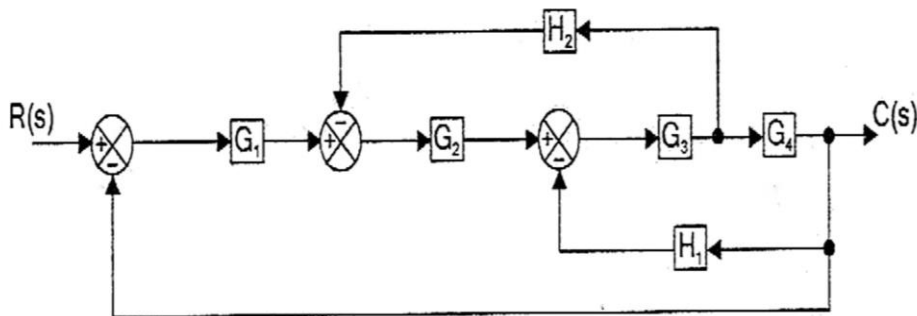 H₂
R(s)
+
−
G₁
−
+
G₂
+
−
G₃
G₄
C(s)
H₁